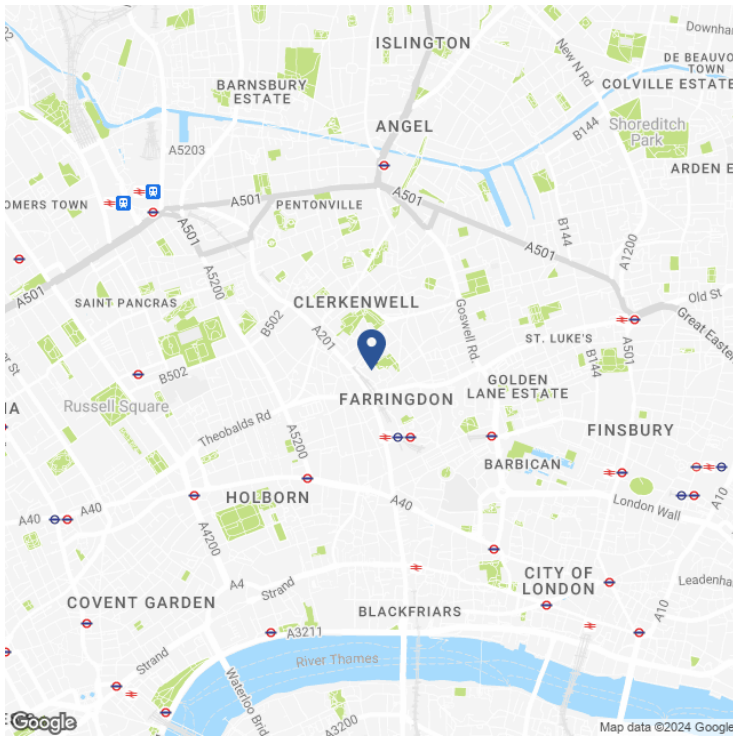 Downhar
ISLINGTON
New N Rd
DE BEAUVO
TOWN
BARNSBURY
ESTATE
COLVILLE ESTATE
ANGEL
B144
Shoreditch
Park
A5203
ARDEN E
A501
A501
OMERS TOWN
PENTONVILLE
A501
A501
B144
A1200
A5200
SAINT PANCRAS
CLERKENWELL
Old St
A501
B502
A201
Goswell Rd.
Great Eastern
ST. LUKE'S
A501
B502
GOLDEN
LANE ESTATE
B144
Russell Square
FARRINGDON
Theobalds Rd
A5200
FINSBURY
BARBICAN
HOLBORN
A40
London Wall
A10
A40
A40
A4200
CITY OF
LONDON
Leadenha
A4
Strand
COVENT GARDEN
BLACKFRIARS
A10
A3211
Strand
River Thames
Waterloo Brid
A3200
Google
Map data ©2024 Google